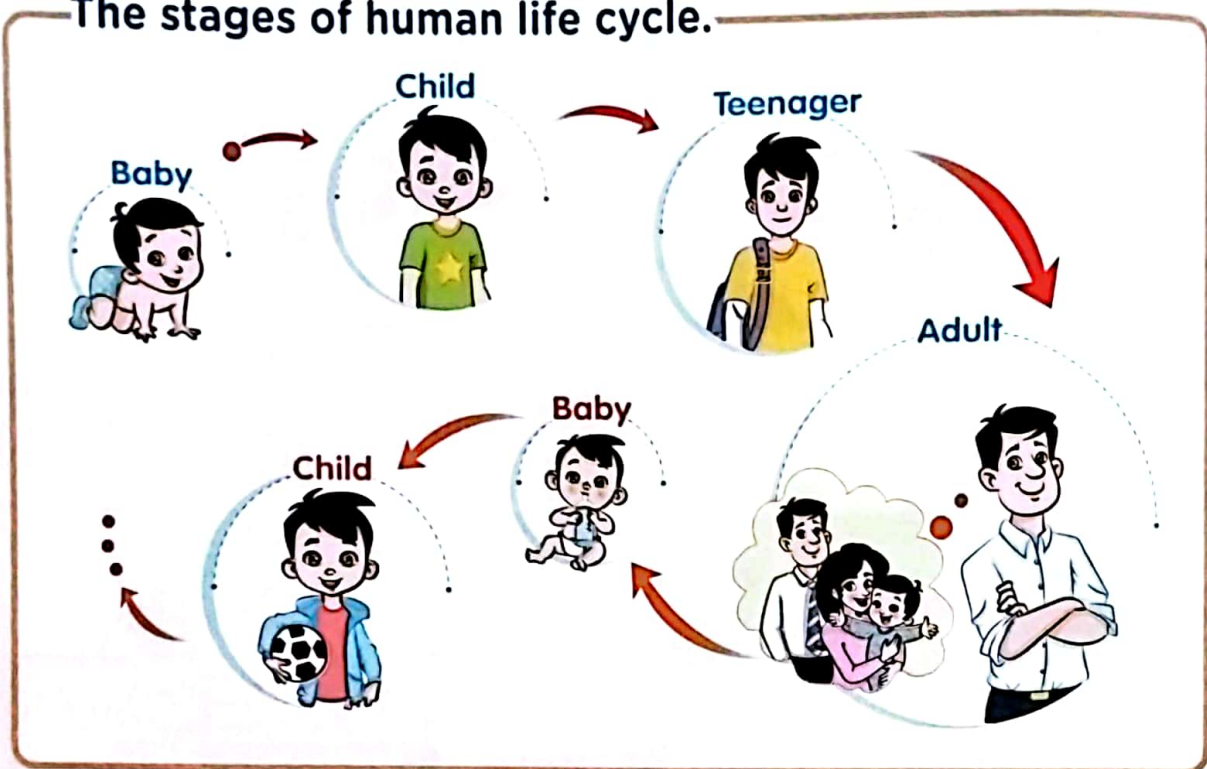 The stages of human life cycle.
Baby
Child
Teenager
Adult
Baby
Child